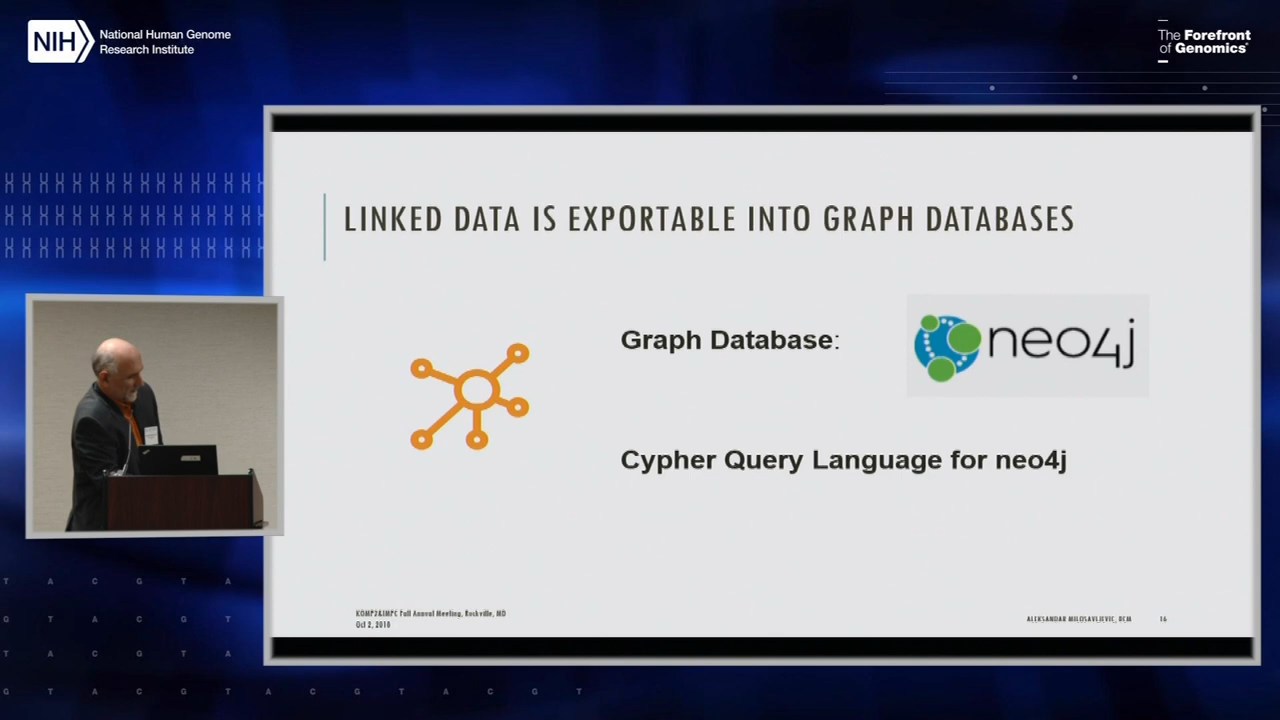 NIH
National Human Genome
Research Institute
The Forefront
of Genomics®
LINKED DATA IS EXPORTABLE INTO GRAPH DATABASES
Graph Database:
neo4j
Cypher Query Language for neo4j
KOMP2&IMPC Fall Annual Meeting, Rockville, MD
Oct 2, 2018
ALEKSANDAR MILOSAVLJEVIC, BCM
16
T A C G T A
G T A C G T
T A C G T A
G T A C G T A C G T A C G T